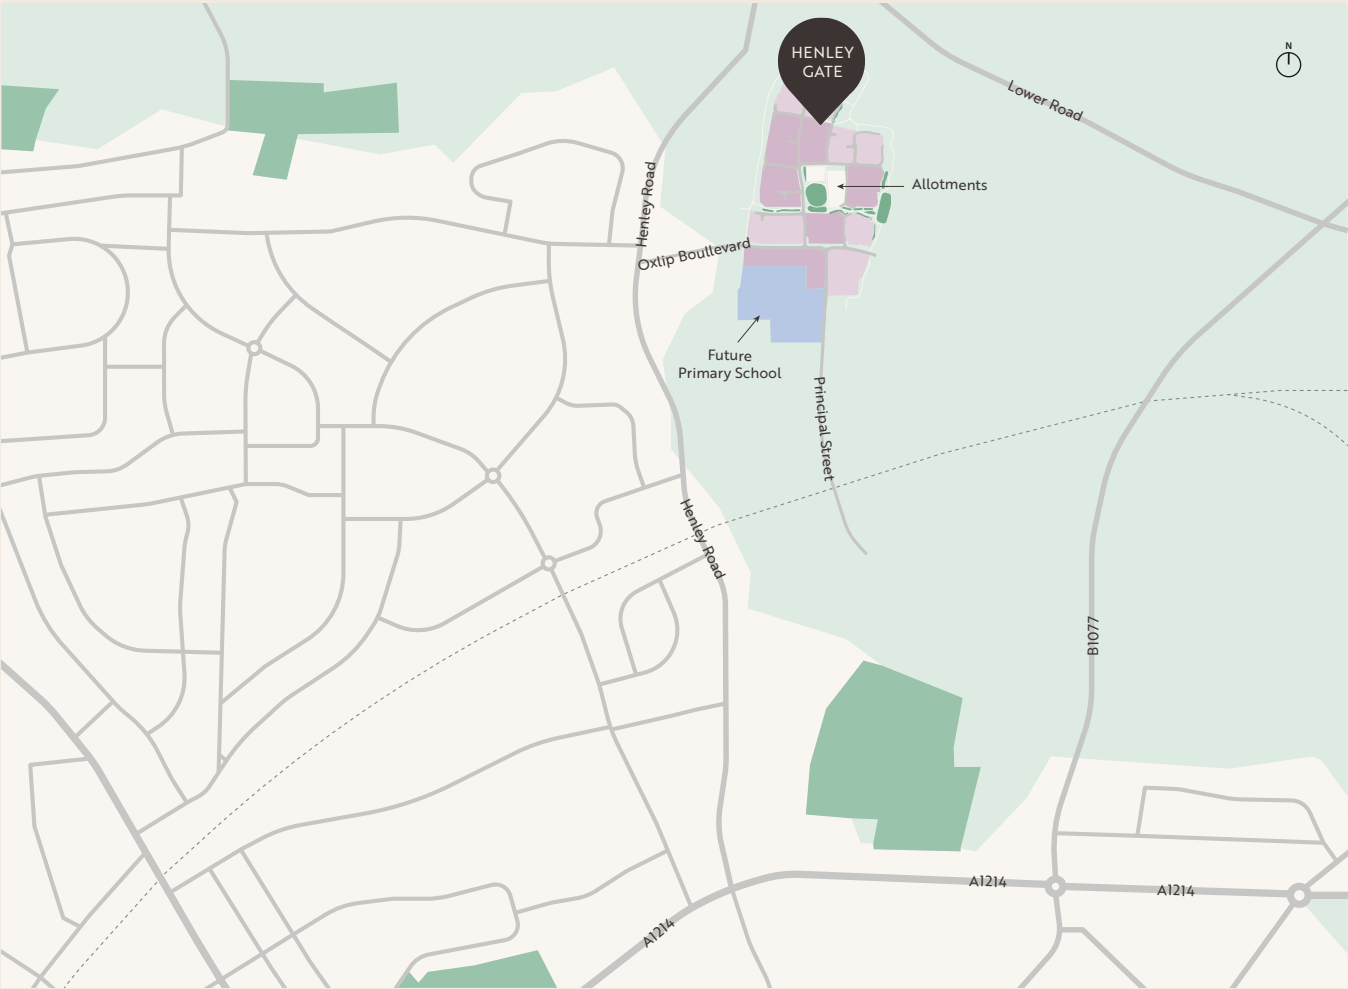 HENLEY
GATE
N
Lower Road
Henley Road
Allotments
Oxlip Boullevard
Future
Primary School
Principal Street
Henley Road
B1077
A1214
A1214
A1214